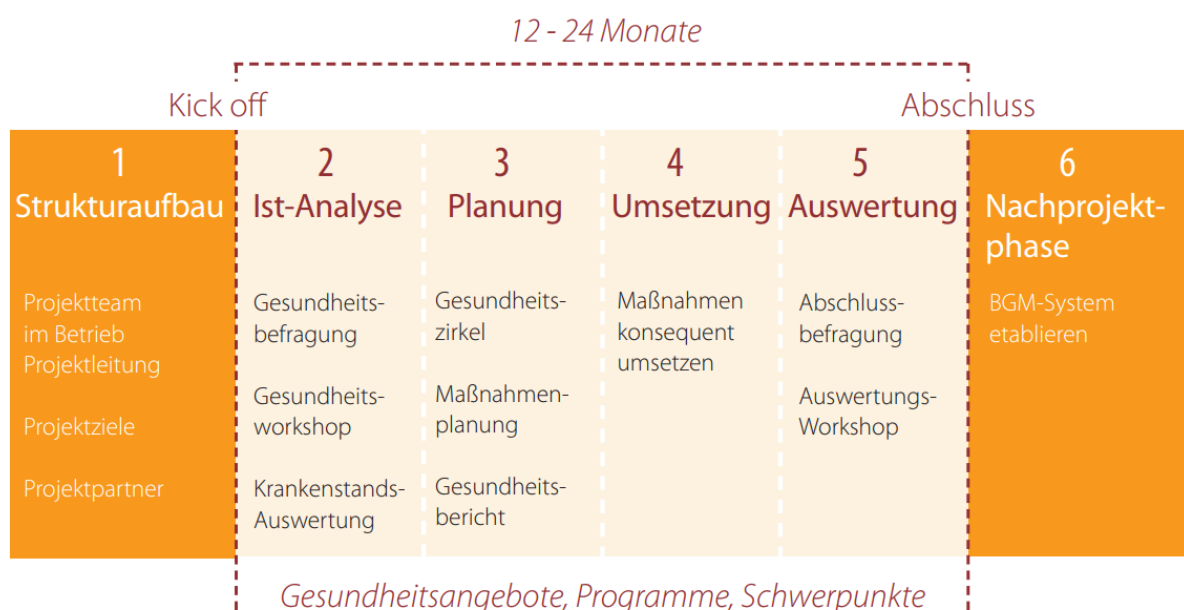 12 - 24 Monate
Kick off
Abschluss
1
Strukturaufbau
Projektteam
im Betrieb
Projektleitung
Projektziele
Projektpartner
2
Ist-Analyse
Gesundheits-
befragung
Gesundheits-
workshop
Krankenstands-
Auswertung
3
Planung
Gesundheits-
zirkel
Maßnahmen-
planung
Gesundheits-
bericht
4
Umsetzung
Maßnahmen
konsequent
umsetzen
5
Auswertung
Abschluss-
befragung
Auswertungs-
Workshop
6
Nachprojekt-
phase
BGM-System
etablieren
Gesundheitsangebote, Programme, Schwerpunkte